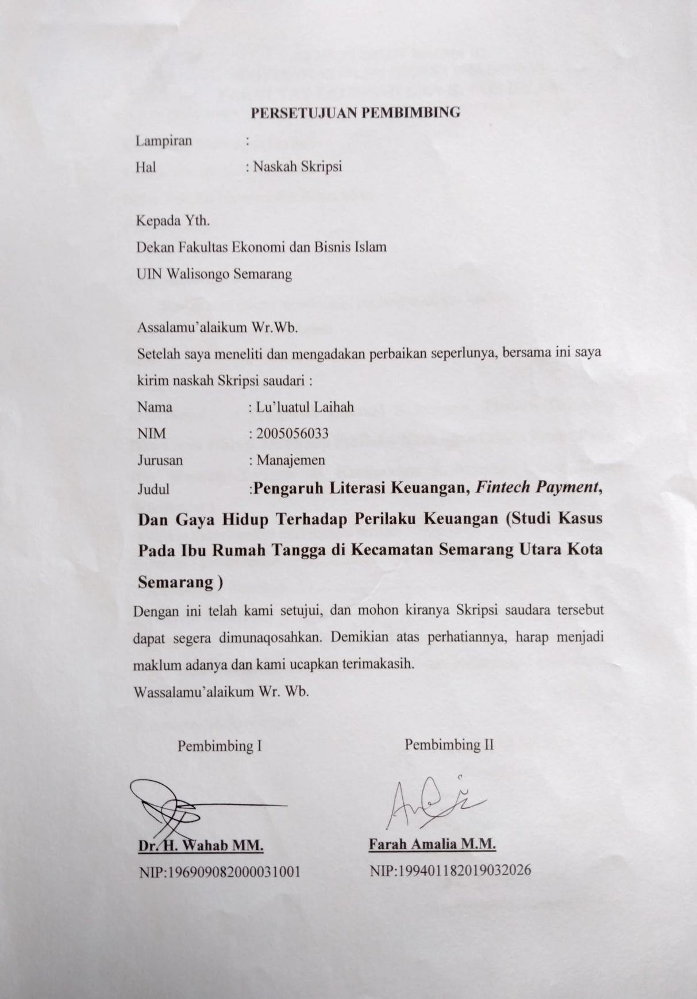 PERSETUJUAN PEMBIMBING
Lampiran :
Hal : Naskah Skripsi
Kepada Yth.
Dekan Fakultas Ekonomi dan Bisnis Islam
UIN Walisongo Semarang
Assalamu’alaikum Wr.Wb.
Setelah saya meneliti dan mengadakan perbaikan seperlunya, bersama ini saya
kirim naskah Skripsi saudari :
Nama : Lu’luatul Laihah
NIM : 2005056033
Jurusan : Manajemen
Judul :Pengaruh Literasi Keuangan, Fintech Payment,
Dan Gaya Hidup Terhadap Perilaku Keuangan (Studi Kasus
Pada Ibu Rumah Tangga di Kecamatan Semarang Utara Kota
Semarang )
Dengan ini telah kami setujui, dan mohon kiranya Skripsi saudara tersebut
dapat segera dimunaqosahkan. Demikian atas perhatiannya, harap menjadi
maklum adanya dan kami ucapkan terimakasih.
Wassalamu’alaikum Wr. Wb.
Pembimbing I Pembimbing II
Dr. H. Wahab MM. Farah Amalia M.M.
NIP:196909082000031001 NIP:199401182019032026